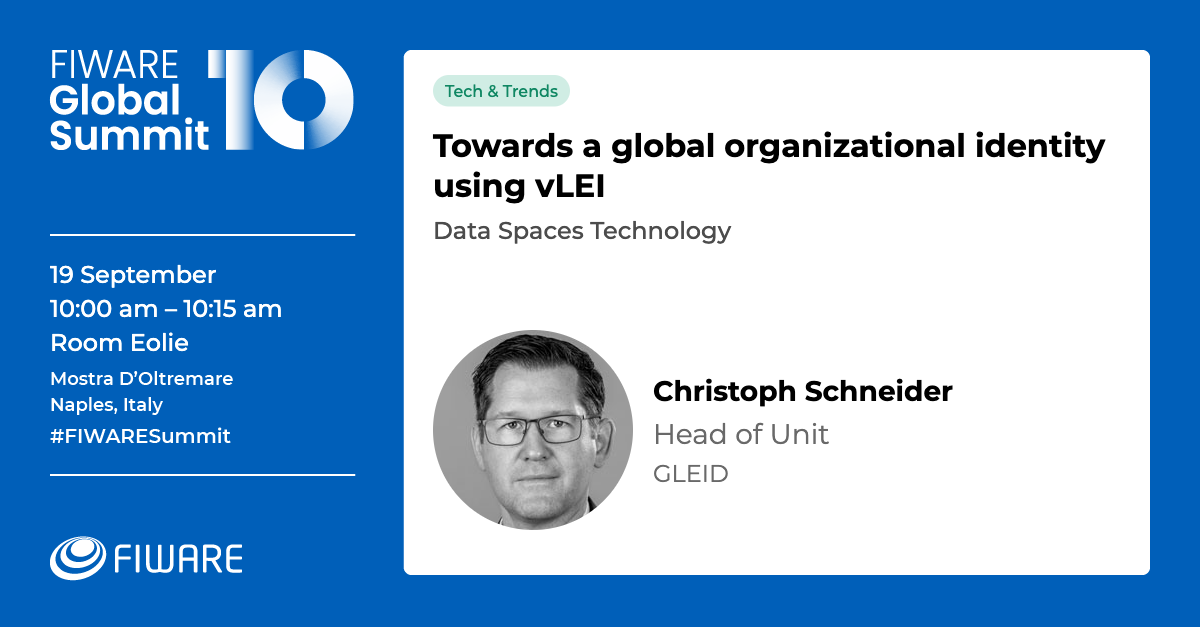 FIWARE
Global
Summit
10
19 September
10:00 am – 10:15 am
Room Eolie
Mostra D’Oltremare
Naples, Italy
#FIWARESummit
FIWARE
Tech & Trends
Towards a global organizational identity
using vLEI
Data Spaces Technology
Christoph Schneider
Head of Unit
GLEID